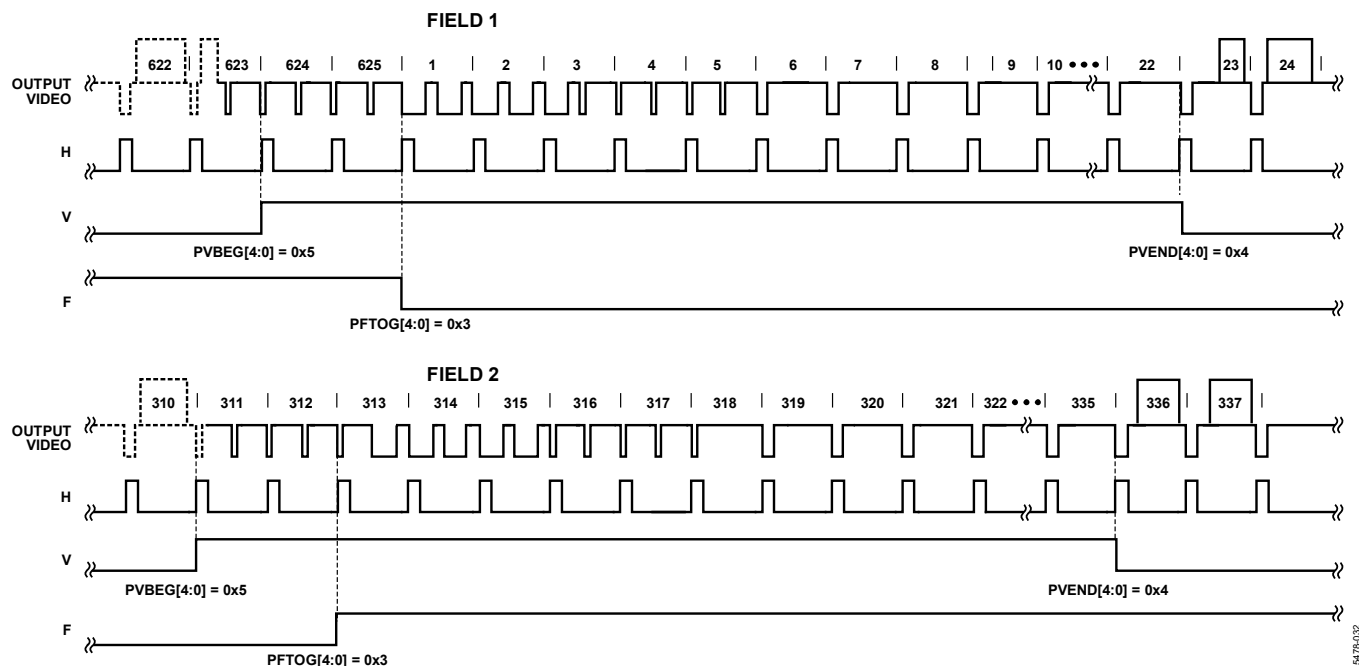 FIELD 1
622 623 624 625 1 2 3 4 5 6 7 8 9 10 ••• 22 23 24
OUTPUT
VIDEO
H
V
PVBEG[4:0] = 0x5 PVEND[4:0] = 0x4
F
PFTOG[4:0] = 0x3
FIELD 2
310 311 312 313 314 315 316 317 318 319 320 321 322 ••• 335 336 337
OUTPUT
VIDEO
H
V
PVBEG[4:0] = 0x5 PVEND[4:0] = 0x4
F
PFTOG[4:0] = 0x3